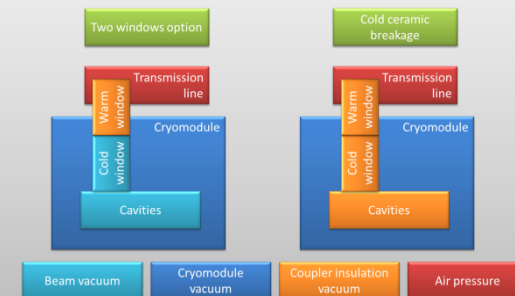 Two windows option
Cold ceramic
breakage
Transmission
line
Warm
window
Cryomodule
Cold
window
Cavities
Transmission
line
Warm
window
Cryomodule
Cold
window
Cavities
Beam vacuum
Cryomodule
vacuum
Coupler insulation
vacuum
Air pressure